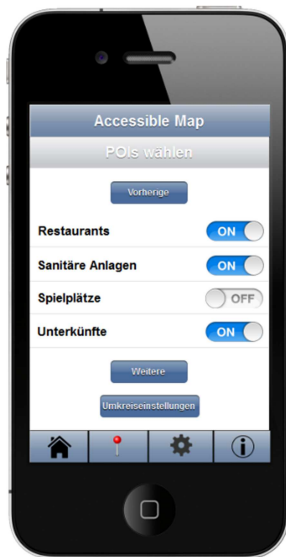 Accessible Map
POIs wählen
Vorherige
Restaurants ON
Sanitäre Anlagen ON
Spielplätze OFF
Unterkünfte ON
Weitere
Umkreiseinstellungen